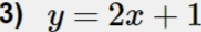 3) y = 2x + 1